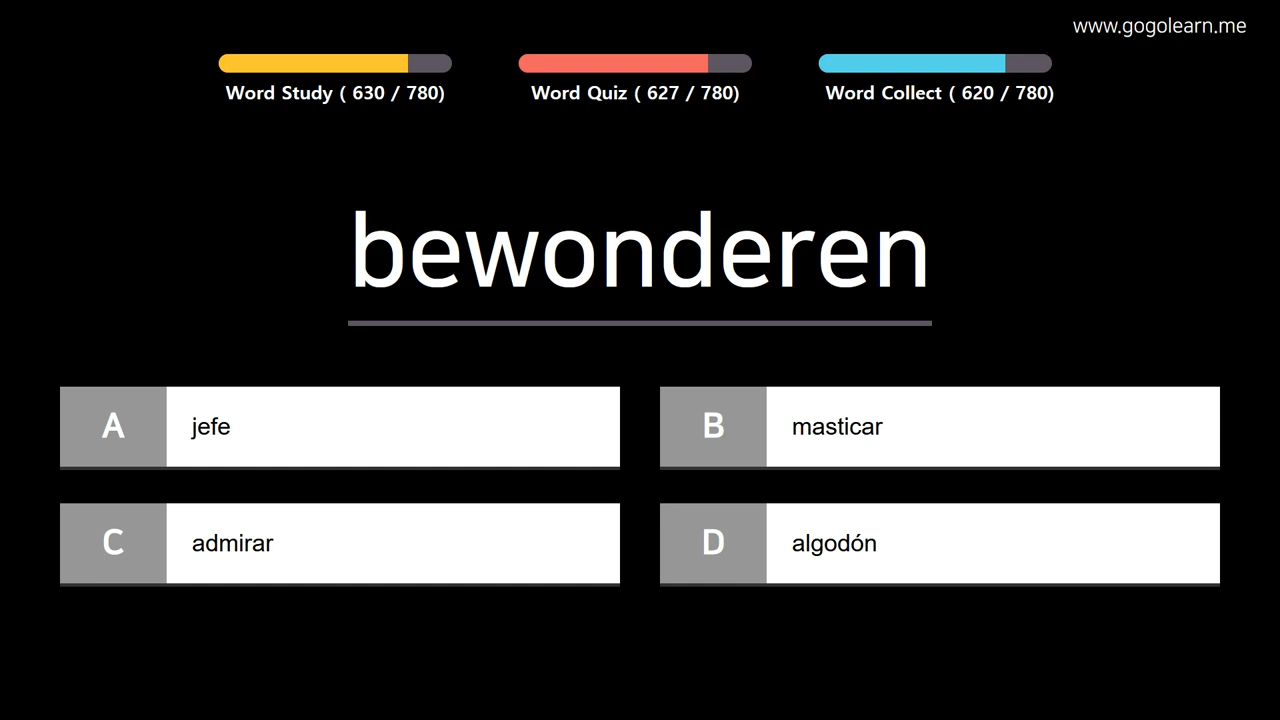 www.gogolearn.me
Word Study ( 630 / 780)
Word Quiz ( 627 / 780)
Word Collect ( 620 / 780)
bewonderen
A jefe
B masticar
C admirar
D algodón